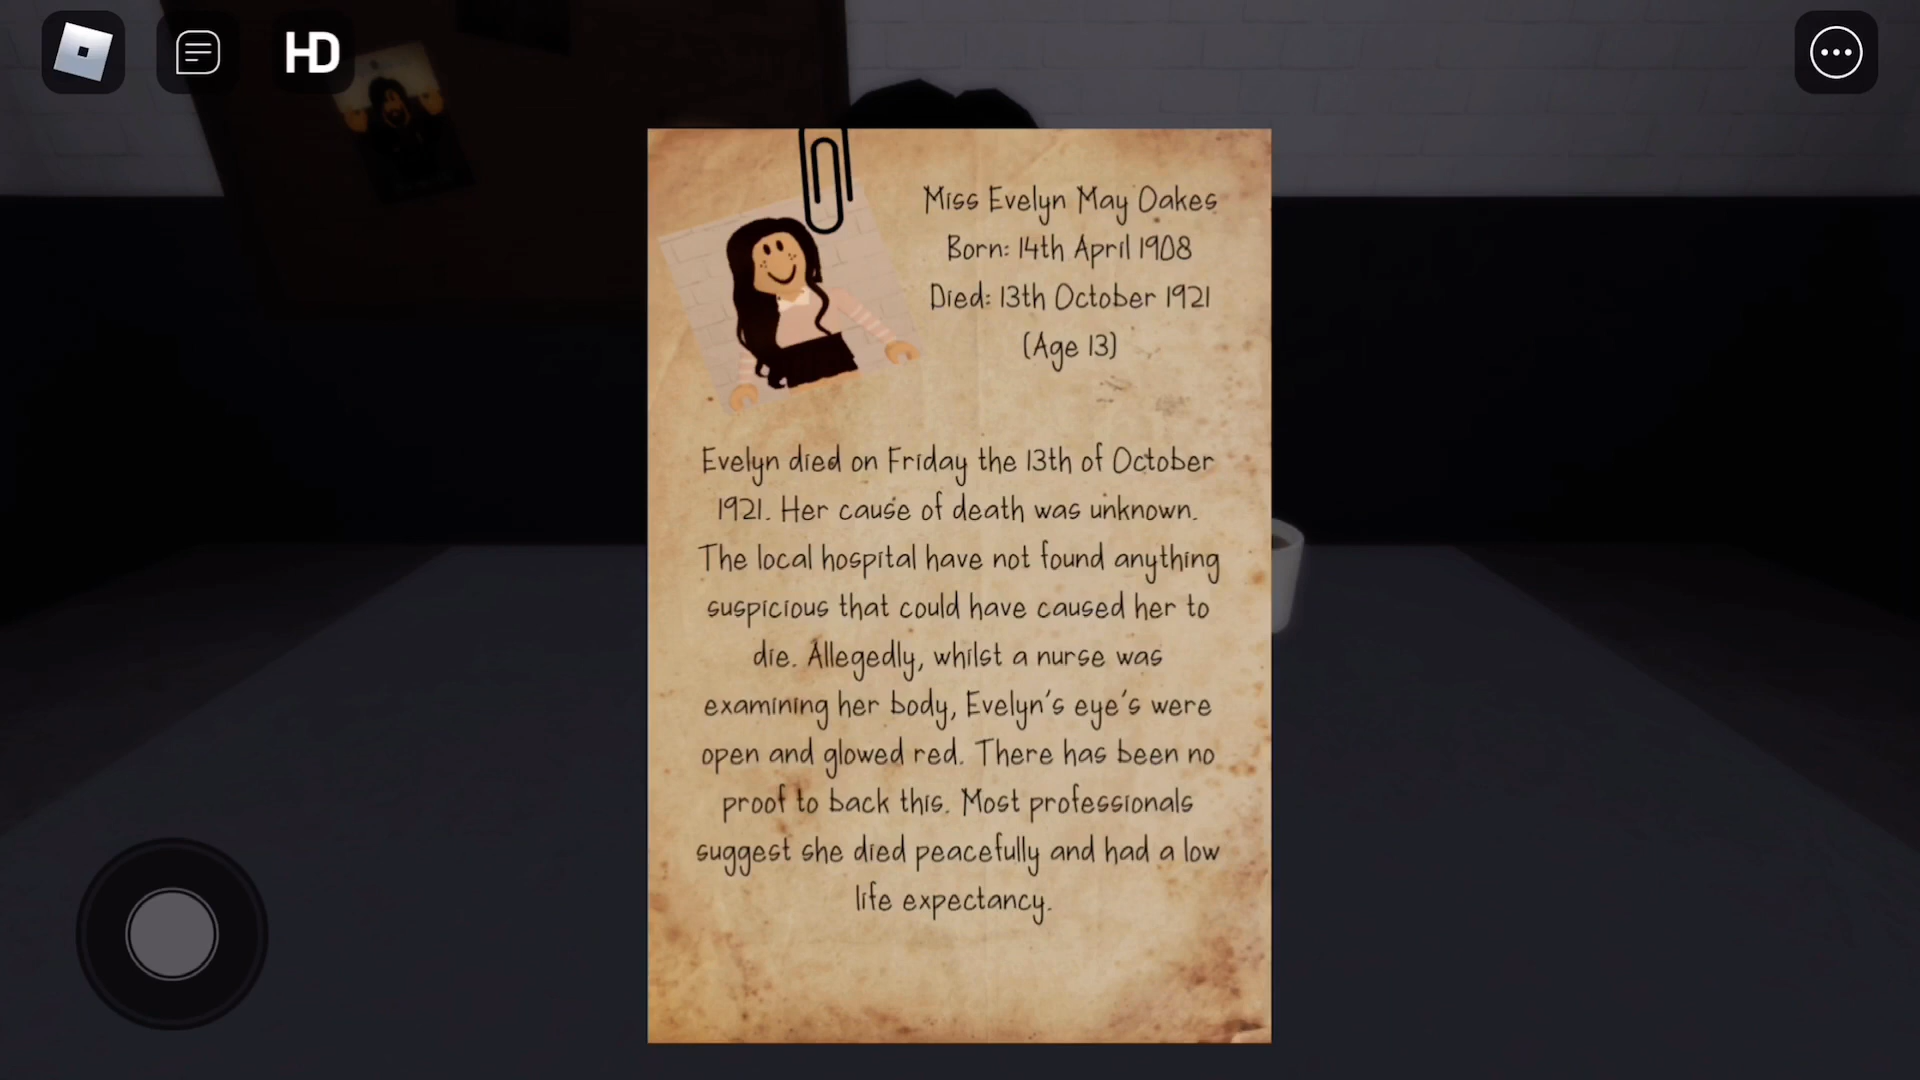 HD
Miss Evelyn May Oakes
Born: 14th April 1908
Died: 13th October 1921
(Age 13)
Evelyn died on Friday the 13th of October
1921. Her cause of death was unknown.
The local hospital have not found anything
suspicious that could have caused her to
die. Allegedly, whilst a nurse was
examining her body, Evelyn's eye's were
open and glowed red. There has been no
proof to back this. Most professionals
suggest she died peacefully and had a low
life expectancy.